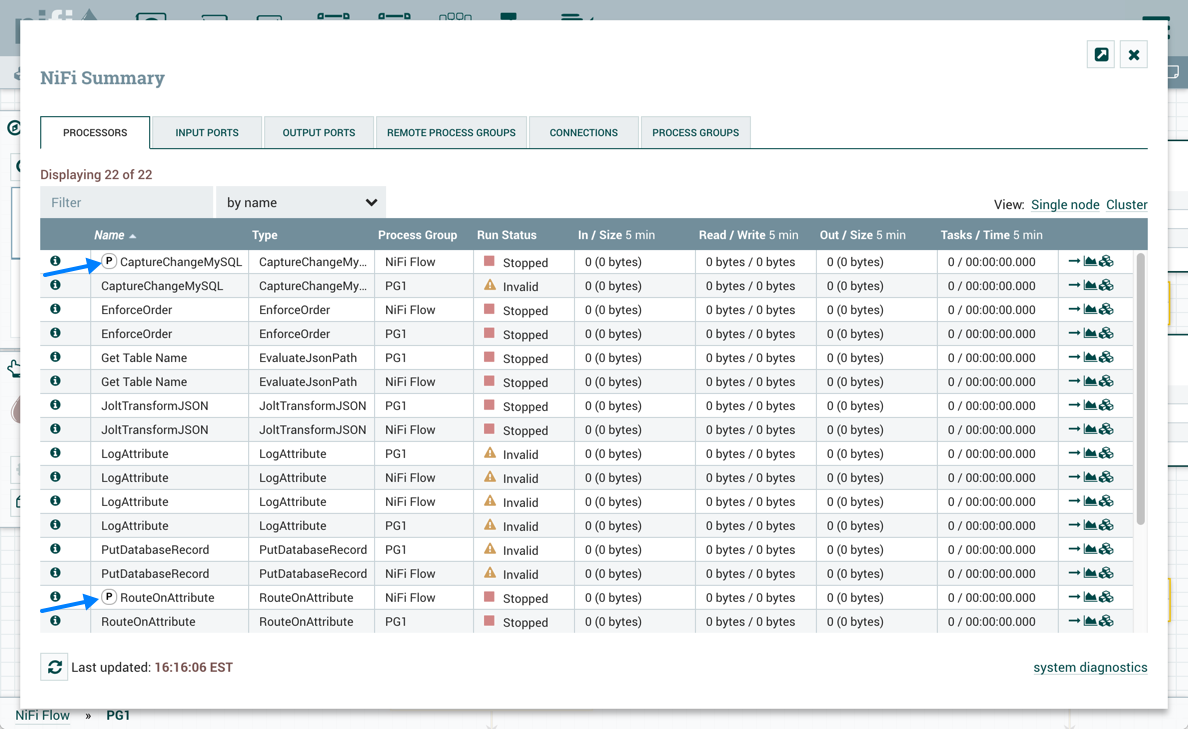 NiFi Summary
PROCESSORS INPUT PORTS OUTPUT PORTS REMOTE PROCESS GROUPS CONNECTIONS PROCESS GROUPS
Displaying 22 of 22
Filter by name
View: Single node Cluster
Name Type Process Group Run Status In / Size 5 min Read / Write 5 min Out / Size 5 min Tasks / Time 5 min
P CaptureChangeMySQL CaptureChangeMy... NiFi Flow Stopped 0 (0 bytes) 0 bytes / 0 bytes 0 (0 bytes) 0 / 00:00:00.000
CaptureChangeMySQL CaptureChangeMy... PG1 Invalid 0 (0 bytes) 0 bytes / 0 bytes 0 (0 bytes) 0 / 00:00:00.000
EnforceOrder EnforceOrder NiFi Flow Stopped 0 (0 bytes) 0 bytes / 0 bytes 0 (0 bytes) 0 / 00:00:00.000
EnforceOrder EnforceOrder PG1 Stopped 0 (0 bytes) 0 bytes / 0 bytes 0 (0 bytes) 0 / 00:00:00.000
Get Table Name EvaluateJsonPath PG1 Stopped 0 (0 bytes) 0 bytes / 0 bytes 0 (0 bytes) 0 / 00:00:00.000
Get Table Name EvaluateJsonPath NiFi Flow Stopped 0 (0 bytes) 0 bytes / 0 bytes 0 (0 bytes) 0 / 00:00:00.000
JoltTransformJSON JoltTransformJSON PG1 Stopped 0 (0 bytes) 0 bytes / 0 bytes 0 (0 bytes) 0 / 00:00:00.000
JoltTransformJSON JoltTransformJSON NiFi Flow Stopped 0 (0 bytes) 0 bytes / 0 bytes 0 (0 bytes) 0 / 00:00:00.000
LogAttribute LogAttribute PG1 Invalid 0 (0 bytes) 0 bytes / 0 bytes 0 (0 bytes) 0 / 00:00:00.000
LogAttribute LogAttribute NiFi Flow Invalid 0 (0 bytes) 0 bytes / 0 bytes 0 (0 bytes) 0 / 00:00:00.000
LogAttribute LogAttribute NiFi Flow Invalid 0 (0 bytes) 0 bytes / 0 bytes 0 (0 bytes) 0 / 00:00:00.000
LogAttribute LogAttribute PG1 Invalid 0 (0 bytes) 0 bytes / 0 bytes 0 (0 bytes) 0 / 00:00:00.000
PutDatabaseRecord PutDatabaseRecord PG1 Invalid 0 (0 bytes) 0 bytes / 0 bytes 0 (0 bytes) 0 / 00:00:00.000
PutDatabaseRecord PutDatabaseRecord NiFi Flow Invalid 0 (0 bytes) 0 bytes / 0 bytes 0 (0 bytes) 0 / 00:00:00.000
P RouteOnAttribute RouteOnAttribute NiFi Flow Stopped 0 (0 bytes) 0 bytes / 0 bytes 0 (0 bytes) 0 / 00:00:00.000
RouteOnAttribute RouteOnAttribute PG1 Stopped 0 (0 bytes) 0 bytes / 0 bytes 0 (0 bytes) 0 / 00:00:00.000
Last updated: 16:16:06 EST
system diagnostics
NiFi Flow » PG1